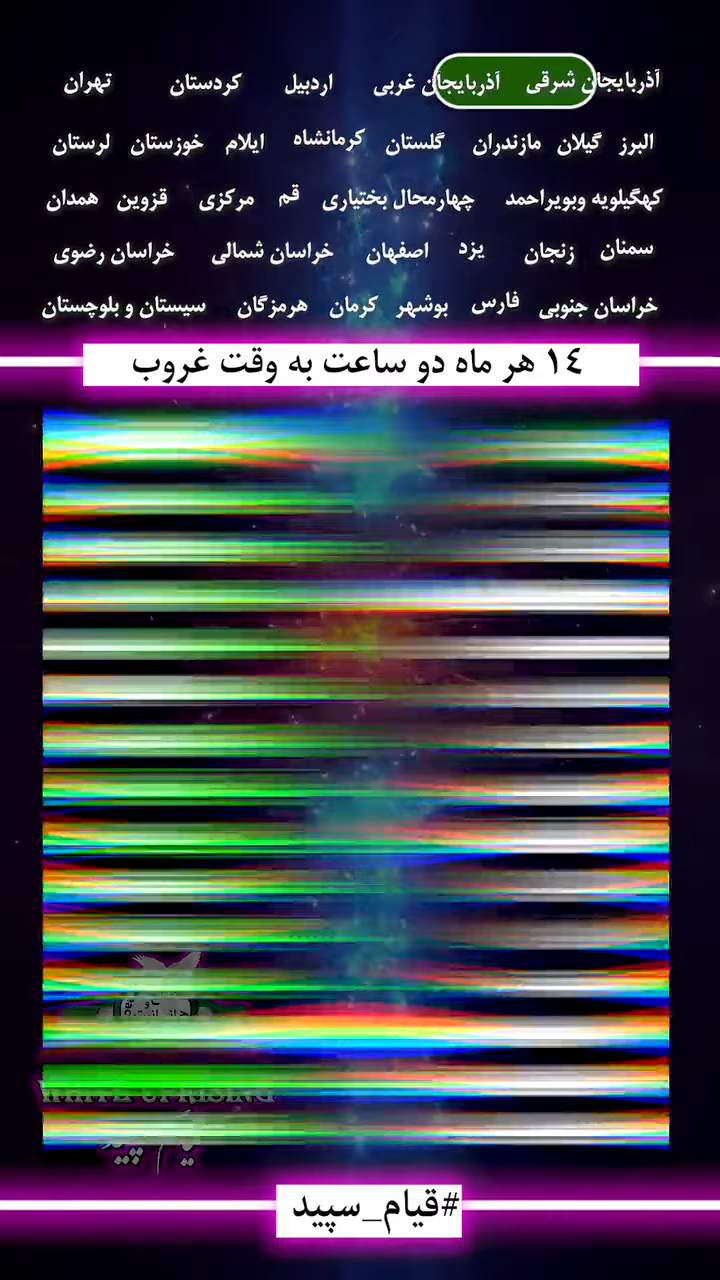 آذربایجان شرقی آذربایجان غربی اردبیل کردستان تهران
البرز گیلان مازندران گلستان کرمانشاه ایلام خوزستان لرستان
کهگیلویه وبویراحمد چهارمحال بختیاری قم مرکزی قزوین همدان
سمنان زنجان یزد اصفهان خراسان شمالی خراسان رضوی
خراسان جنوبی فارس بوشهر کرمان هرمزگان سیستان و بلوچستان
١٤ هر ماه دو ساعت به وقت غروب
WHITE UPRISING
#قیام_سپید